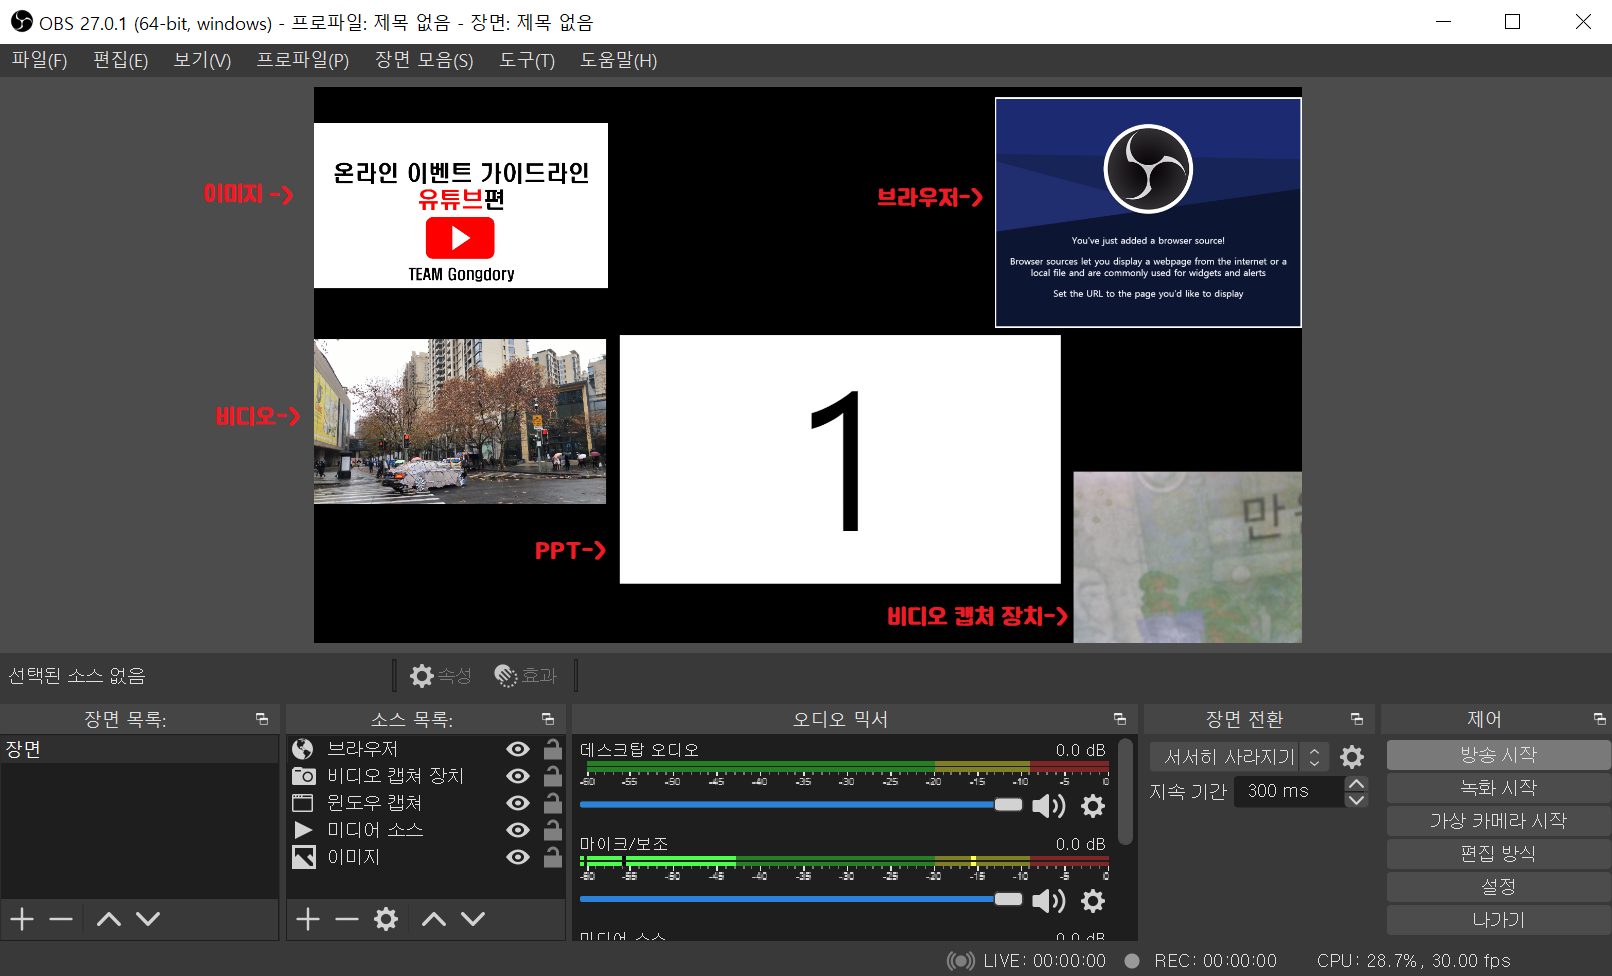 OBS 27.0.1 (64-bit, windows) - 프로파일: 제목 없음 - 장면: 제목 없음
파일(F) 편집(E) 보기(V) 프로파일(P) 장면 모음(S) 도구(T) 도움말(H)
이미지 ->
온라인 이벤트 가이드라인
유튜브편
TEAM Gongdory
브라우저->
You've just added a browser source!
Browser sources let you display a webpage from the internet or a
local file and are commonly used for widgets and alerts
Set the URL to the page you'd like to display
비디오->
PPT->
1
비디오 캡쳐 장치->
만
선택된 소스 없음 속성 효과
장면 목록:
장면
소스 목록:
브라우저
비디오 캡쳐 장치
윈도우 캡쳐
미디어 소스
이미지
오디오 믹서
데스크탑 오디오 0.0 dB
-60 -55 -50 -45 -40 -35 -30 -25 -20 -15 -10 -5 0
마이크/보조 0.0 dB
-60 -55 -50 -45 -40 -35 -30 -25 -20 -15 -10 -5 0
미디어 소스 0.0 dB
장면 전환
서서히 사라지기
지속 기간 300 ms
제어
방송 시작
녹화 시작
가상 카메라 시작
편집 방식
설정
나가기
LIVE: 00:00:00 REC: 00:00:00 CPU: 28.7%, 30.00 fps